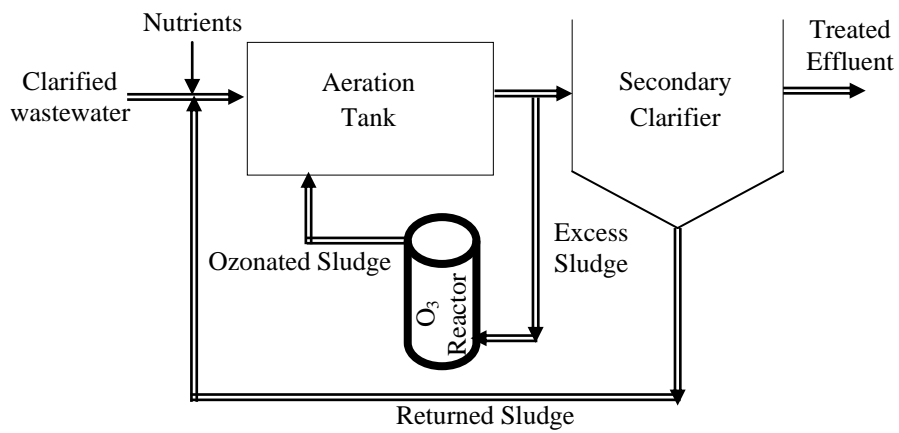 Nutrients
Clarified
wastewater
Aeration
Tank
Secondary
Clarifier
Treated
Effluent
Ozonated Sludge
O₃
Reactor
Excess
Sludge
Returned Sludge